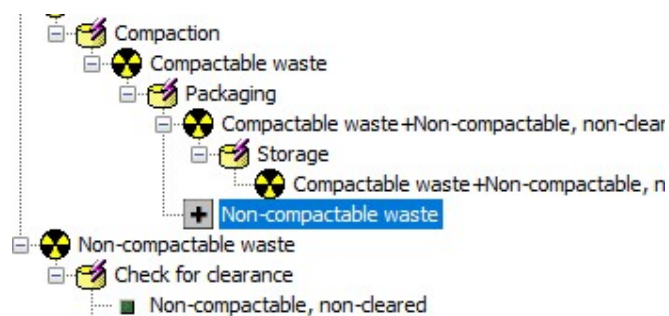 Compaction
Compactable waste
Packaging
Compactable waste+Non-compactable, non-clear
Storage
Compactable waste+Non-compactable, n
Non-compactable waste
Non-compactable waste
Check for clearance
Non-compactable, non-cleared